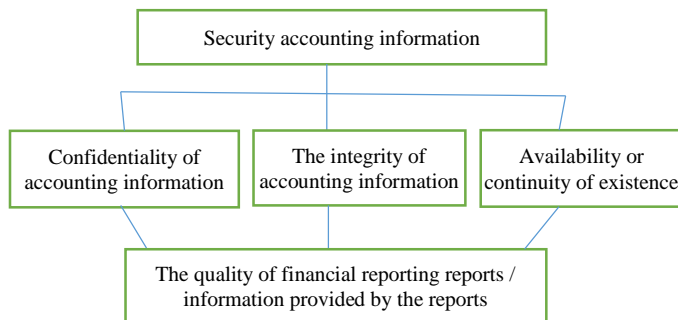 Security accounting information
Confidentiality of
accounting information
The integrity of
accounting information
Availability or
continuity of existence
The quality of financial reporting reports /
information provided by the reports